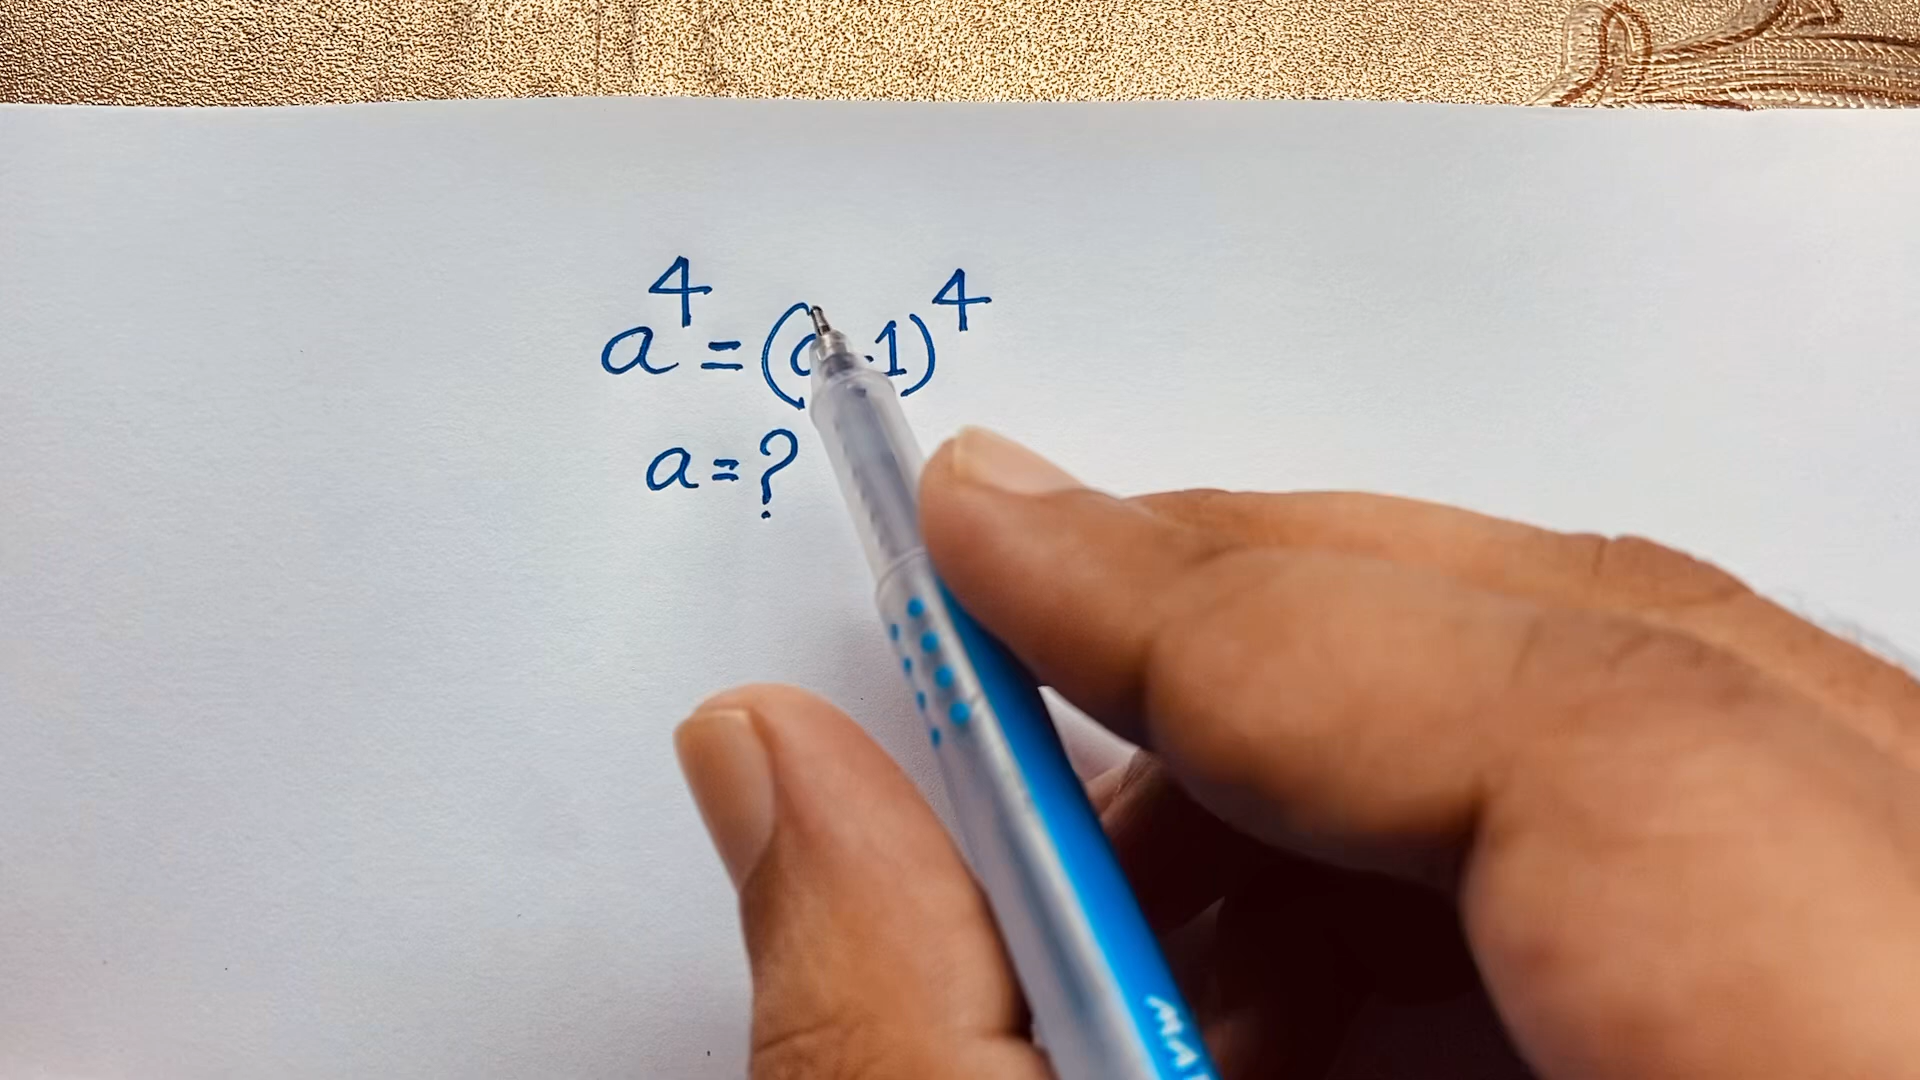 a⁴ = (a-1)⁴
a = ?